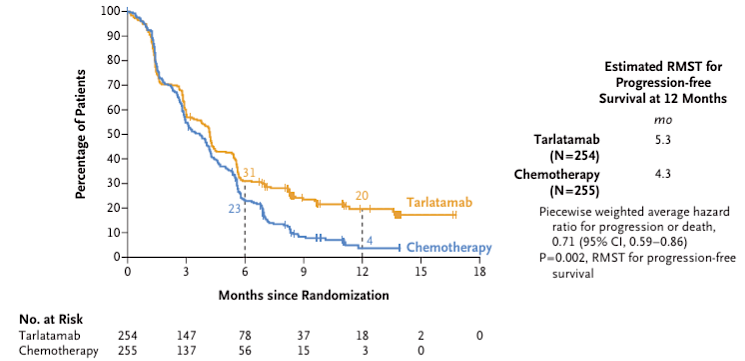 100
90
80
70
60
50
40
30
20
10
0
Percentage of Patients
31
23
20
4
Tarlatamab
Chemotherapy
0 3 6 9 12 15 18
Months since Randomization
Estimated RMST for
Progression-free
Survival at 12 Months
mo
Tarlatamab 5.3
(N=254)
Chemotherapy 4.3
(N=255)
Piecewise weighted average hazard
ratio for progression or death,
0.71 (95% CI, 0.59–0.86)
P=0.002, RMST for progression-free
survival
No. at Risk
Tarlatamab 254 147 78 37 18 2 0
Chemotherapy 255 137 56 15 3 0